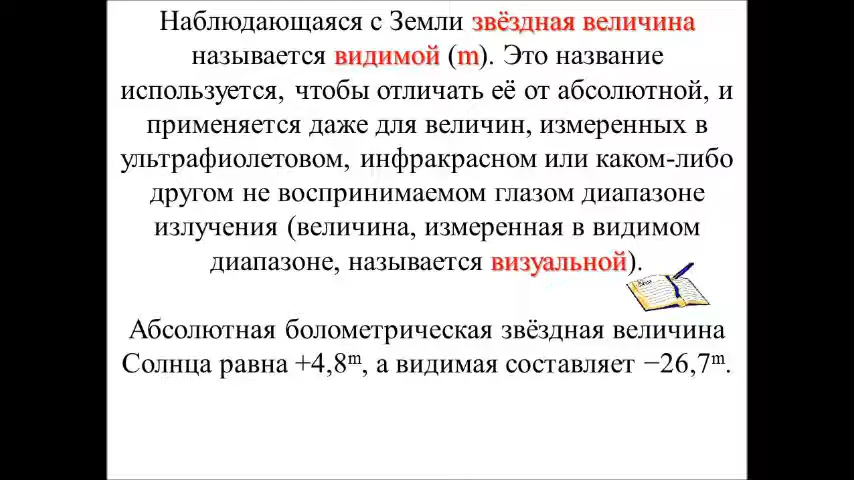 Наблюдающаяся с Земли звёздная величина
называется видимой (m). Это название
используется, чтобы отличать её от абсолютной, и
применяется даже для величин, измеренных в
ультрафиолетовом, инфракрасном или каком-либо
другом не воспринимаемом глазом диапазоне
излучения (величина, измеренная в видимом
диапазоне, называется визуальной).
Абсолютная болометрическая звёздная величина
Солнца равна +4,8ᵐ, а видимая составляет −26,7ᵐ.